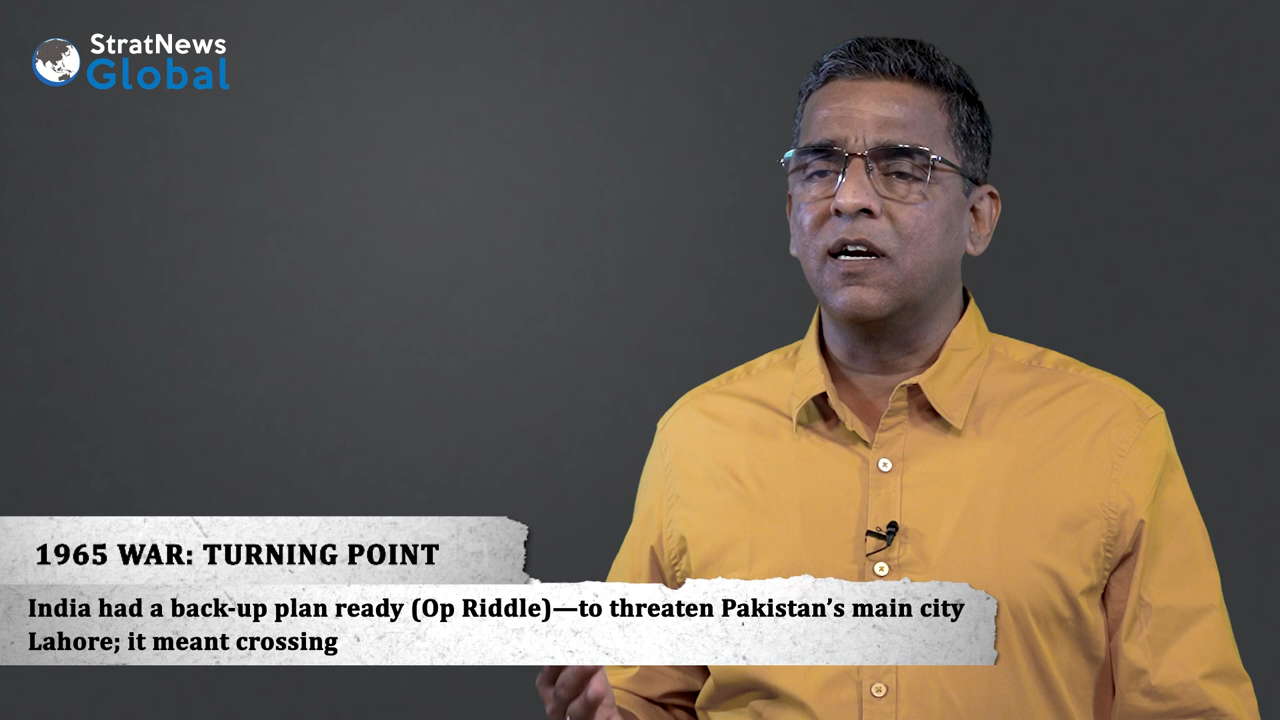 StratNews
Global
1965 WAR: TURNING POINT
India had a back-up plan ready (Op Riddle)—to threaten Pakistan’s main city
Lahore; it meant crossing